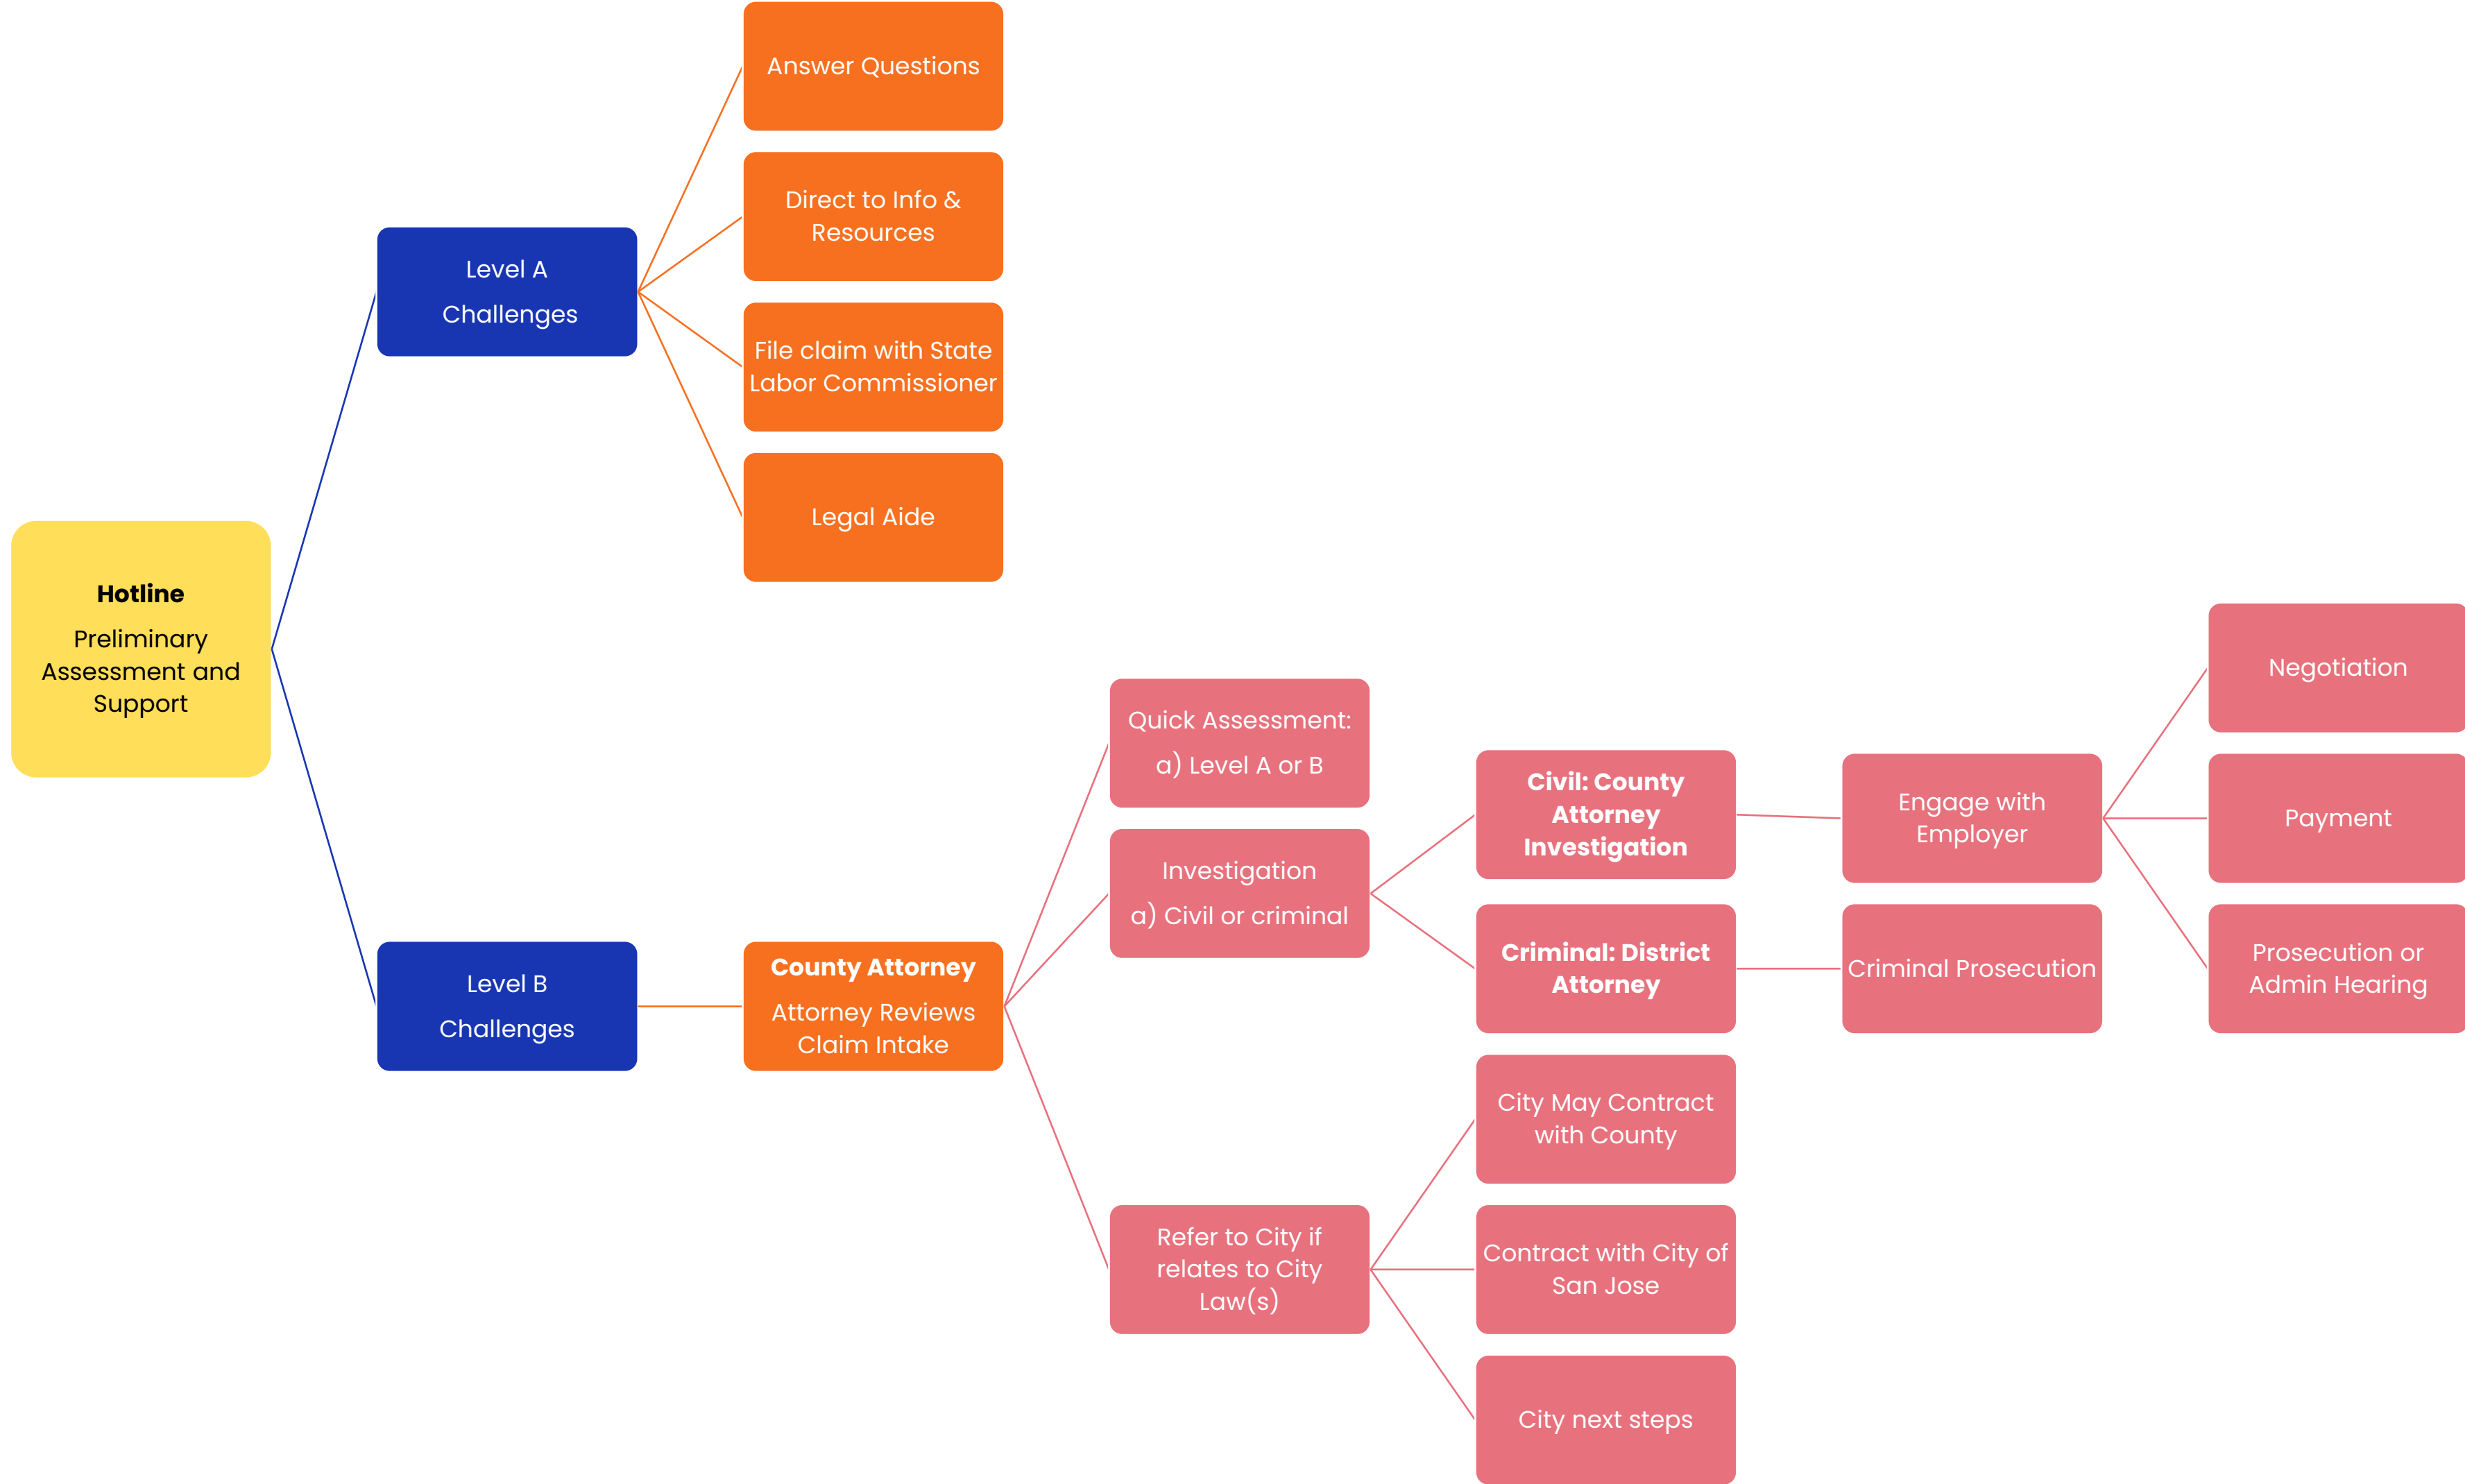 Answer Questions
Direct to Info &
Resources
File claim with State
Labor Commissioner
Legal Aide
Level A
Challenges
Hotline
Preliminary
Assessment and
Support
Level B
Challenges
County Attorney
Attorney Reviews
Claim Intake
Quick Assessment:
a) Level A or B
Investigation
a) Civil or criminal
Refer to City if
relates to City
Law(s)
Civil: County
Attorney
Investigation
Criminal: District
Attorney
City May Contract
with County
Contract with City of
San Jose
City next steps
Engage with
Employer
Criminal Prosecution
Negotiation
Payment
Prosecution or
Admin Hearing